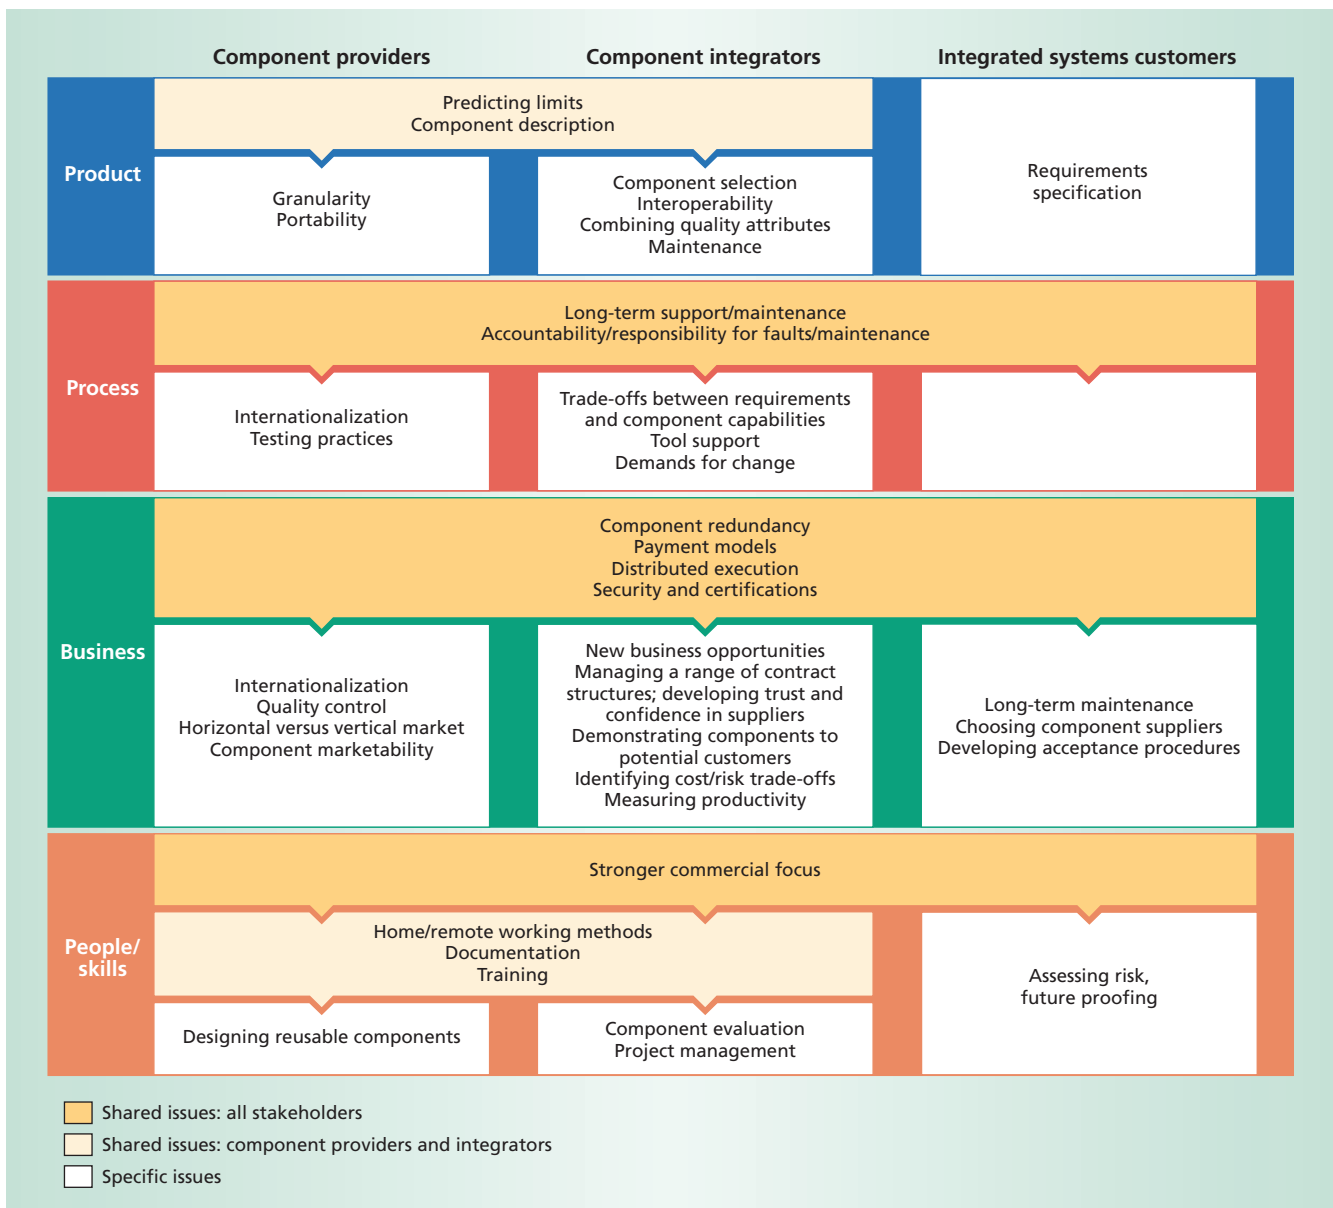 Component providers
Component integrators
Integrated systems customers
Product
Predicting limits
Component description
Granularity
Portability
Component selection
Interoperability
Combining quality attributes
Maintenance
Requirements
specification
Process
Long-term support/maintenance
Accountability/responsibility for faults/maintenance
Internationalization
Testing practices
Trade-offs between requirements
and component capabilities
Tool support
Demands for change
Business
Component redundancy
Payment models
Distributed execution
Security and certifications
Internationalization
Quality control
Horizontal versus vertical market
Component marketability
New business opportunities
Managing a range of contract
structures; developing trust and
confidence in suppliers
Demonstrating components to
potential customers
Identifying cost/risk trade-offs
Measuring productivity
Long-term maintenance
Choosing component suppliers
Developing acceptance procedures
People/
skills
Stronger commercial focus
Home/remote working methods
Documentation
Training
Designing reusable components
Component evaluation
Project management
Assessing risk,
future proofing
Shared issues: all stakeholders
Shared issues: component providers and integrators
Specific issues